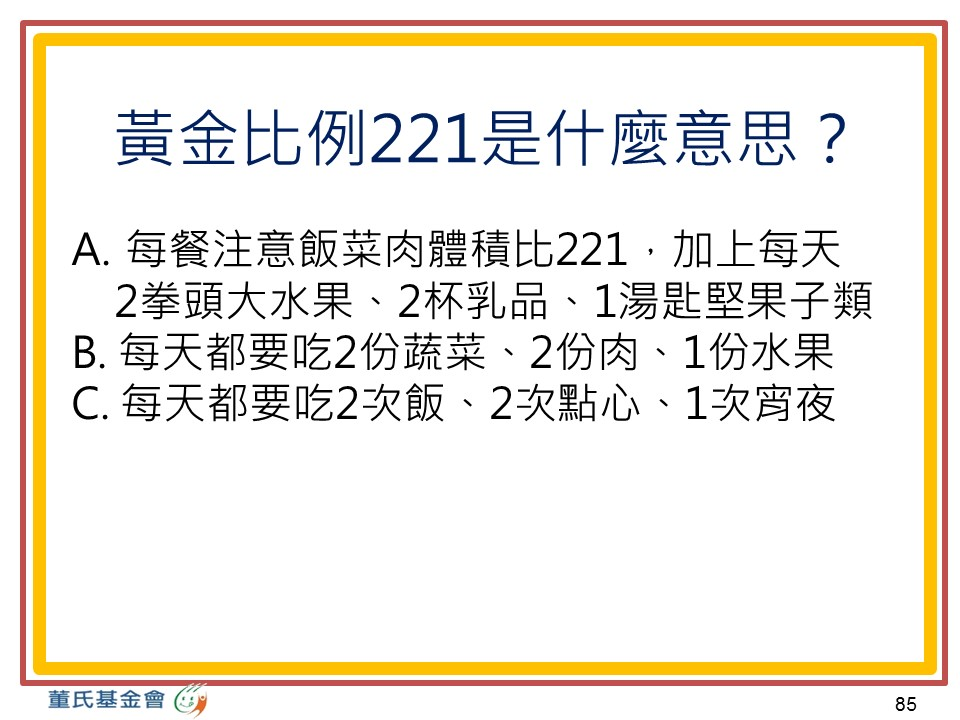 黃金比例221是什麼意思？
A. 每餐注意飯菜肉體積比221，加上每天
2拳頭大水果、2杯乳品、1湯匙堅果子類
B. 每天都要吃2份蔬菜、2份肉、1份水果
C. 每天都要吃2次飯、2次點心、1次宵夜
董氏基金會
85